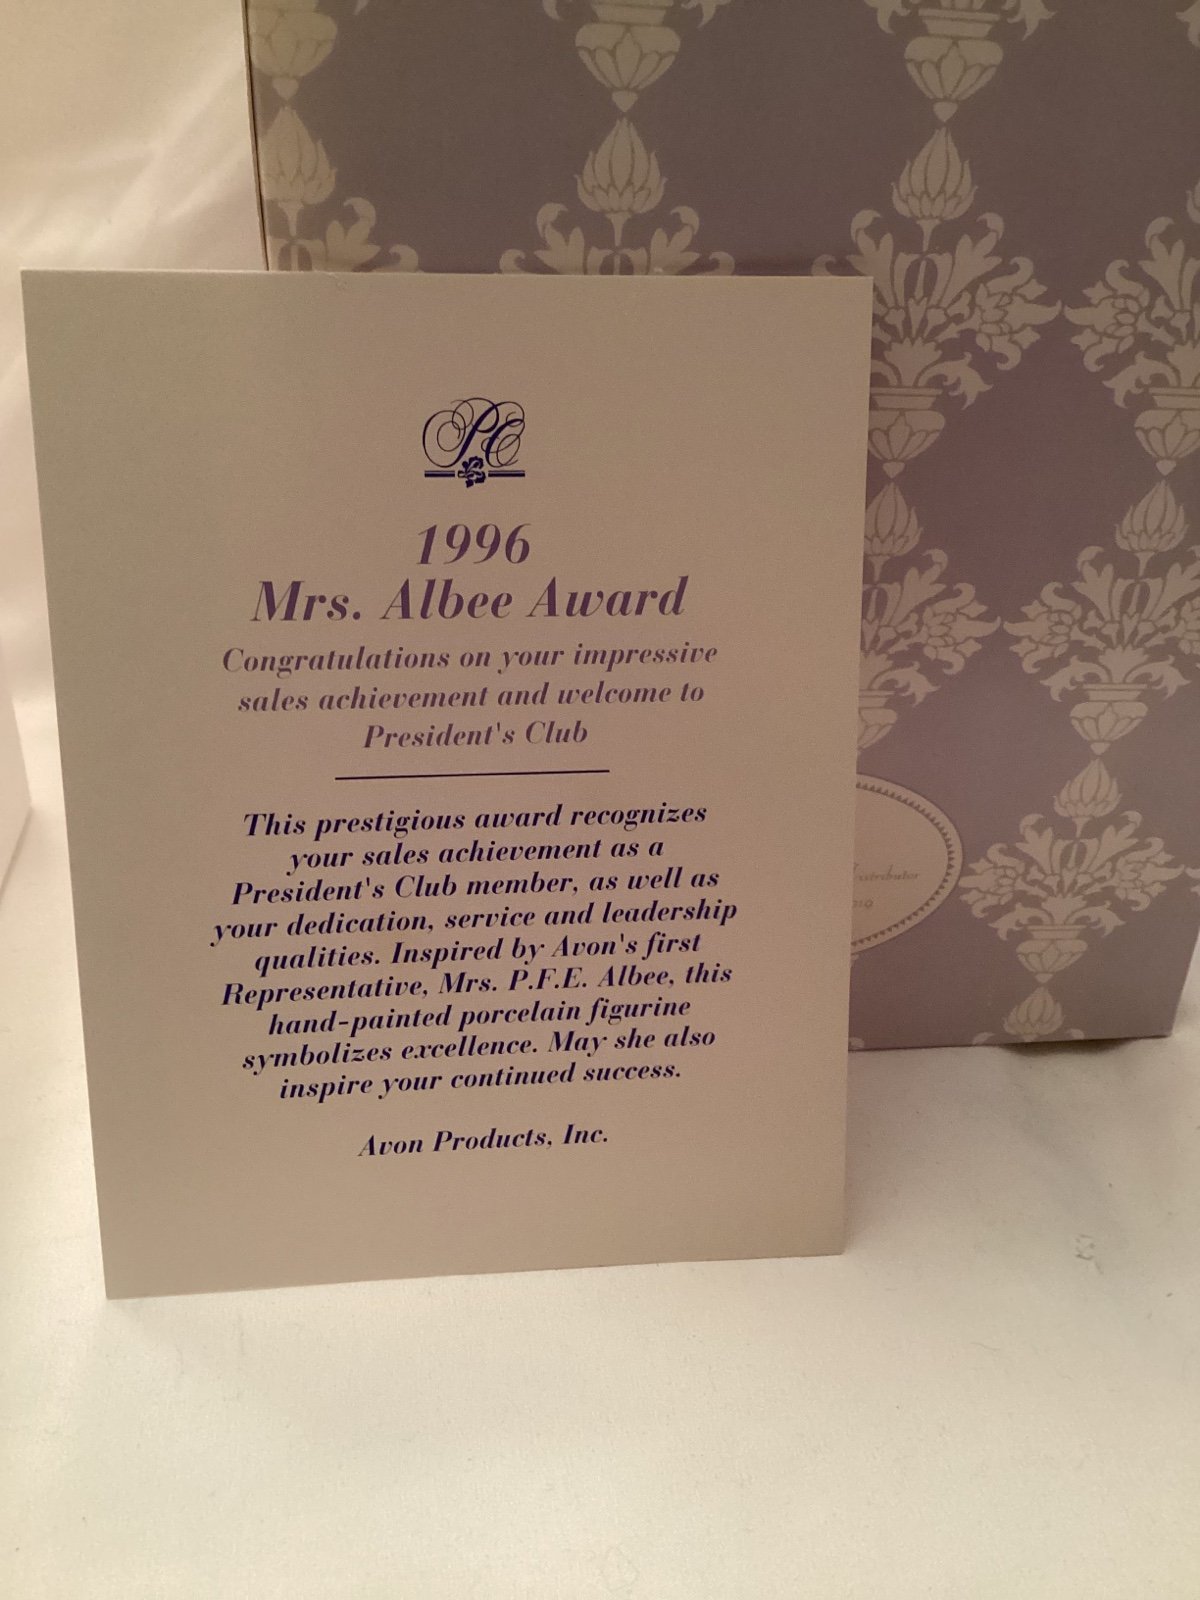 PC
1996
Mrs. Albee Award
Congratulations on your impressive
sales achievement and welcome to
President's Club
This prestigious award recognizes
your sales achievement as a
President's Club member, as well as
your dedication, service and leadership
qualities. Inspired by Avon's first
Representative, Mrs. P.F.E. Albee, this
hand-painted porcelain figurine
symbolizes excellence. May she also
inspire your continued success.
Avon Products, Inc.